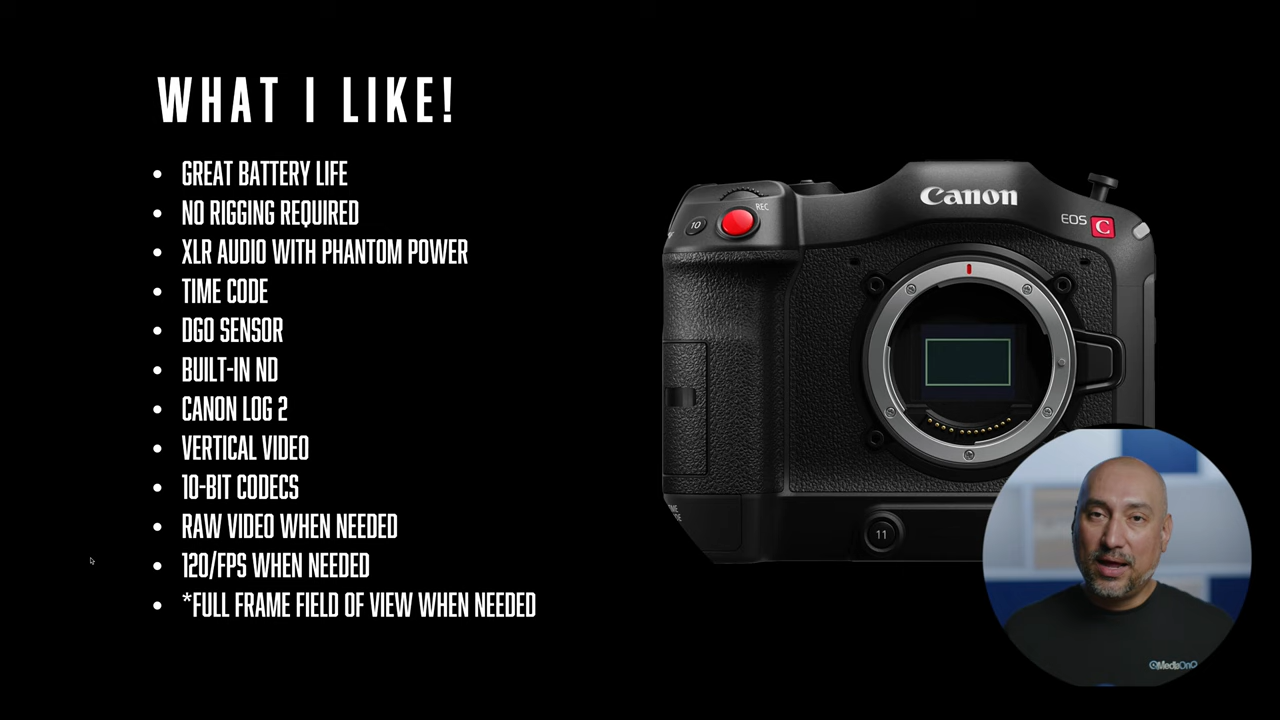 WHAT I LIKE!
• GREAT BATTERY LIFE
• NO RIGGING REQUIRED
• XLR AUDIO WITH PHANTOM POWER
• TIME CODE
• DGO SENSOR
• BUILT-IN ND
• CANON LOG 2
• VERTICAL VIDEO
• 10-BIT CODECS
• RAW VIDEO WHEN NEEDED
• 120/FPS WHEN NEEDED
• *FULL FRAME FIELD OF VIEW WHEN NEEDED
Canon
REC
10
EOS C
11